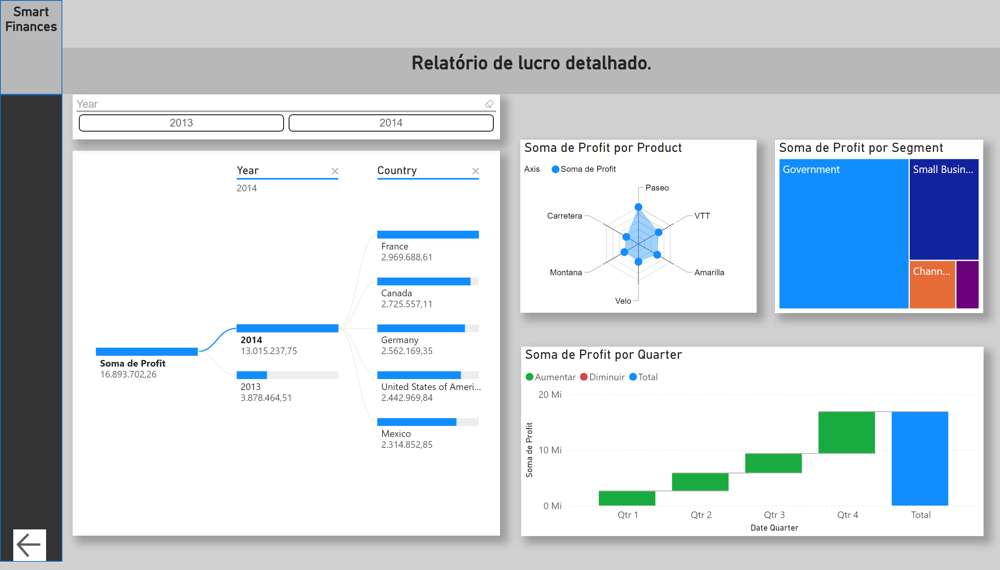 Smart
Finances
Relatório de lucro detalhado.
Year
2013
2014
Year
2014
Country
France
2.969.688,61
Canada
2.725.557,11
2014
13.015.237,75
Germany
2.562.169,35
Soma de Profit
16.893.702,26
2013
3.878.464,51
United States of Ameri...
2.442.969,84
Mexico
2.314.852,85
Soma de Profit por Product
Axis
Soma de Profit
Paseo
Carretera
VTT
Montana
Amarilla
Velo
Soma de Profit por Segment
Government
Small Busin...
Chann...
Soma de Profit por Quarter
Aumentar
Diminuir
Total
20 Mi
10 Mi
0 Mi
Soma de Profit
Qtr 1
Qtr 2
Qtr 3
Qtr 4
Total
Date Quarter